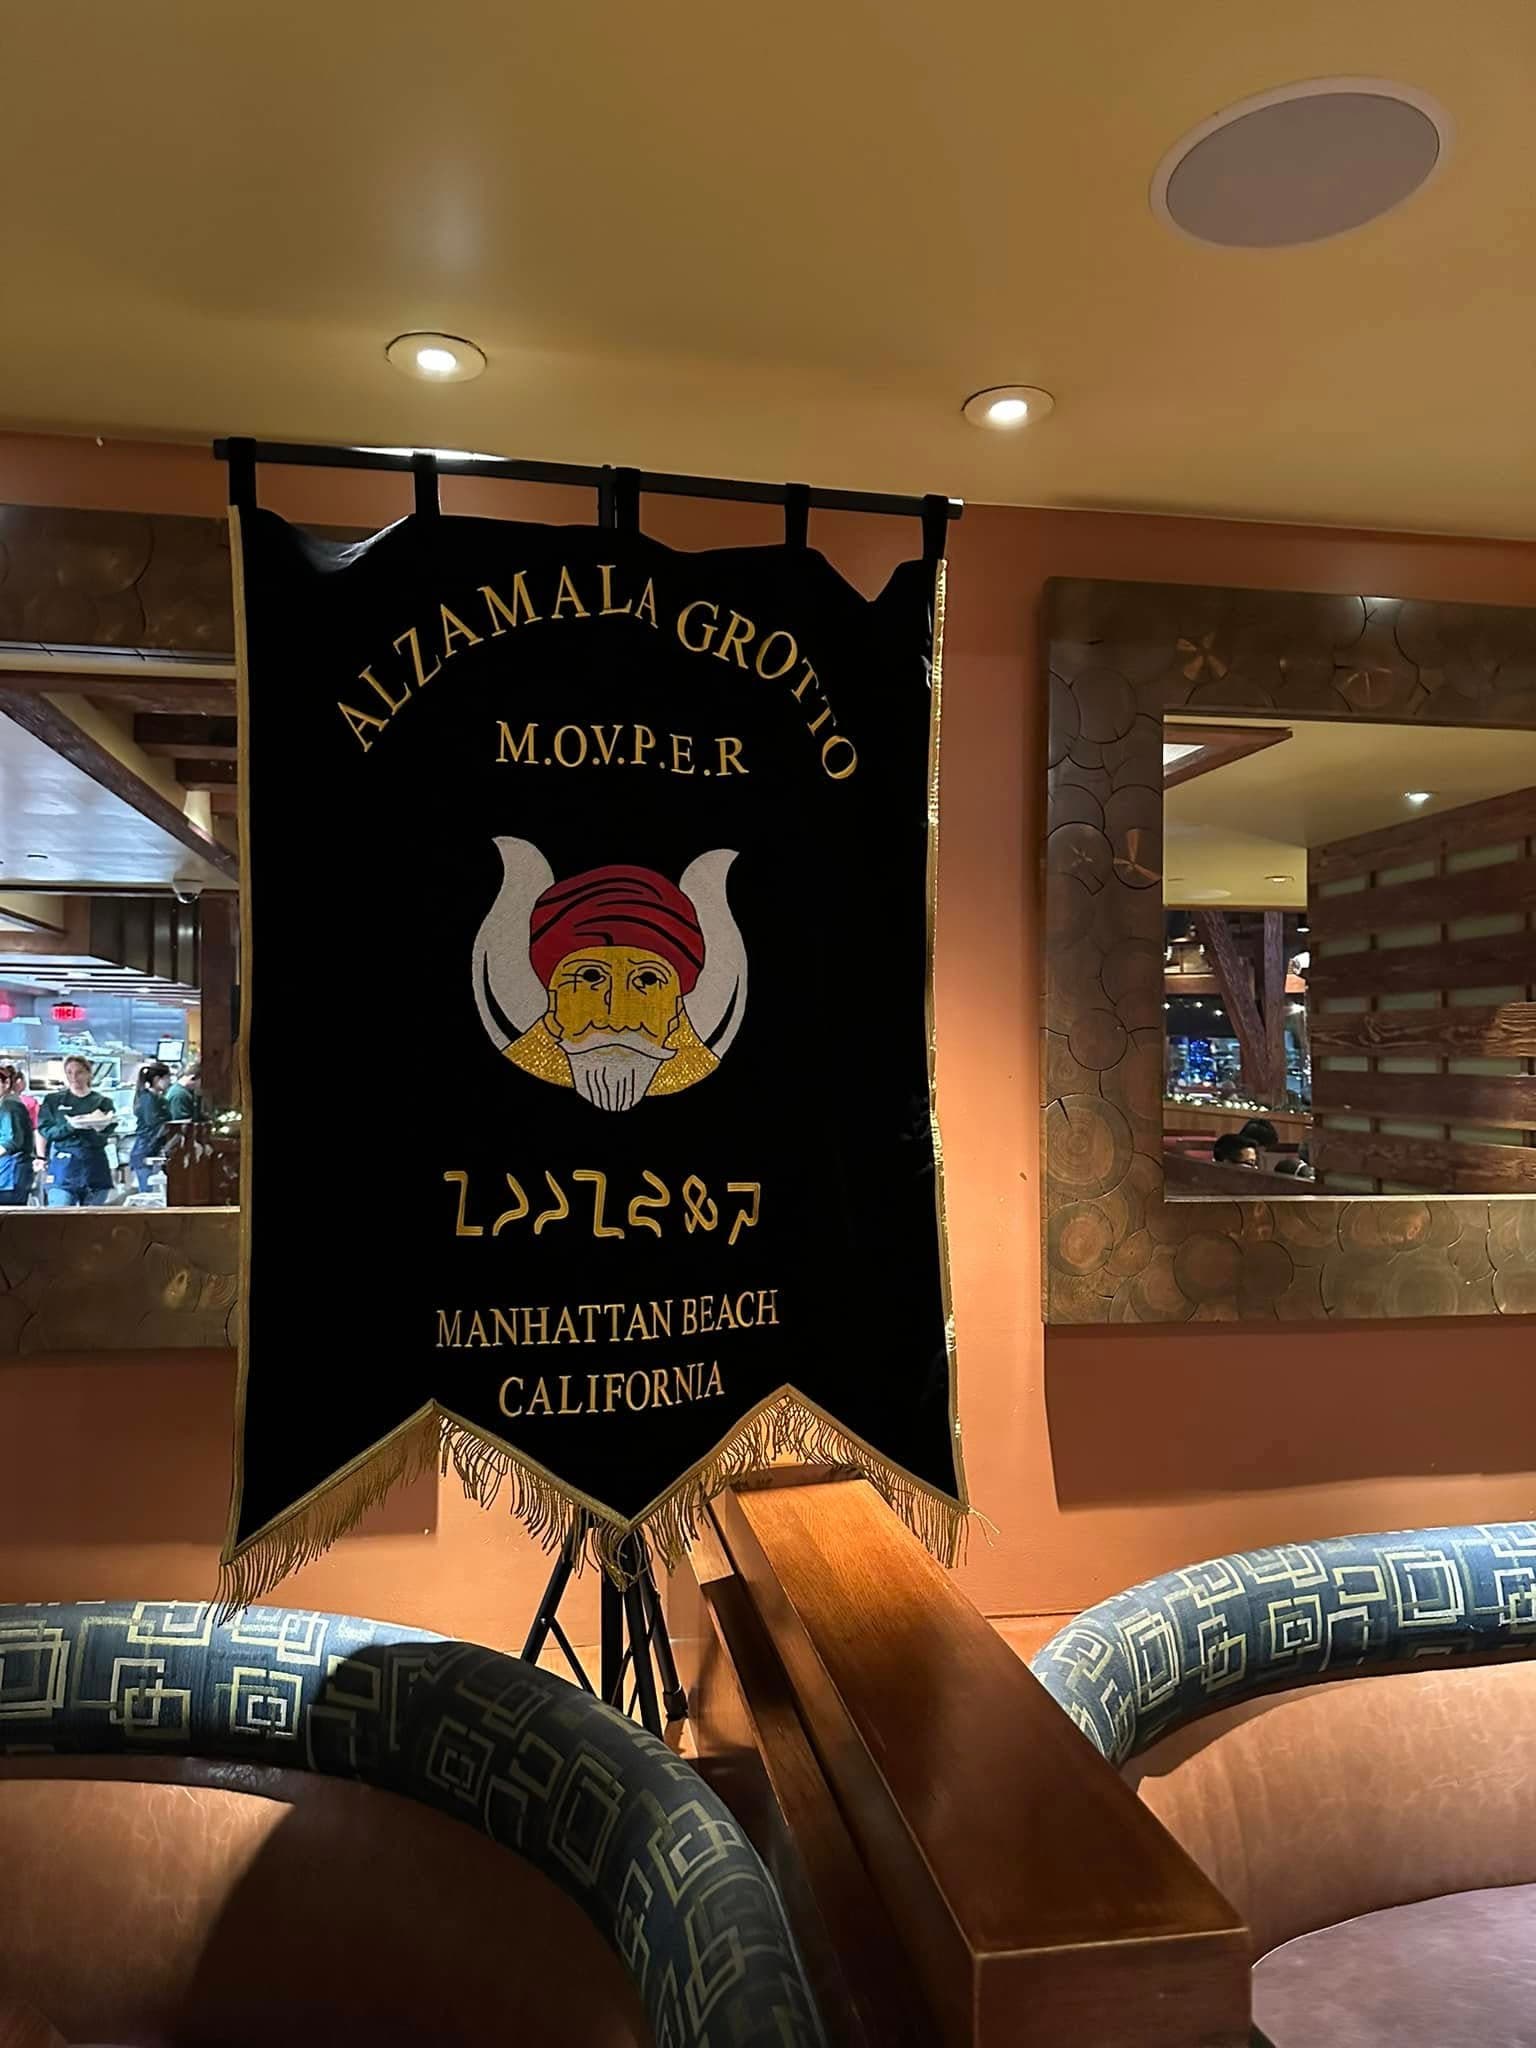 ALZAMALA GROTTO
M.O.V.P.E.R
MANHATTAN BEACH
CALIFORNIA